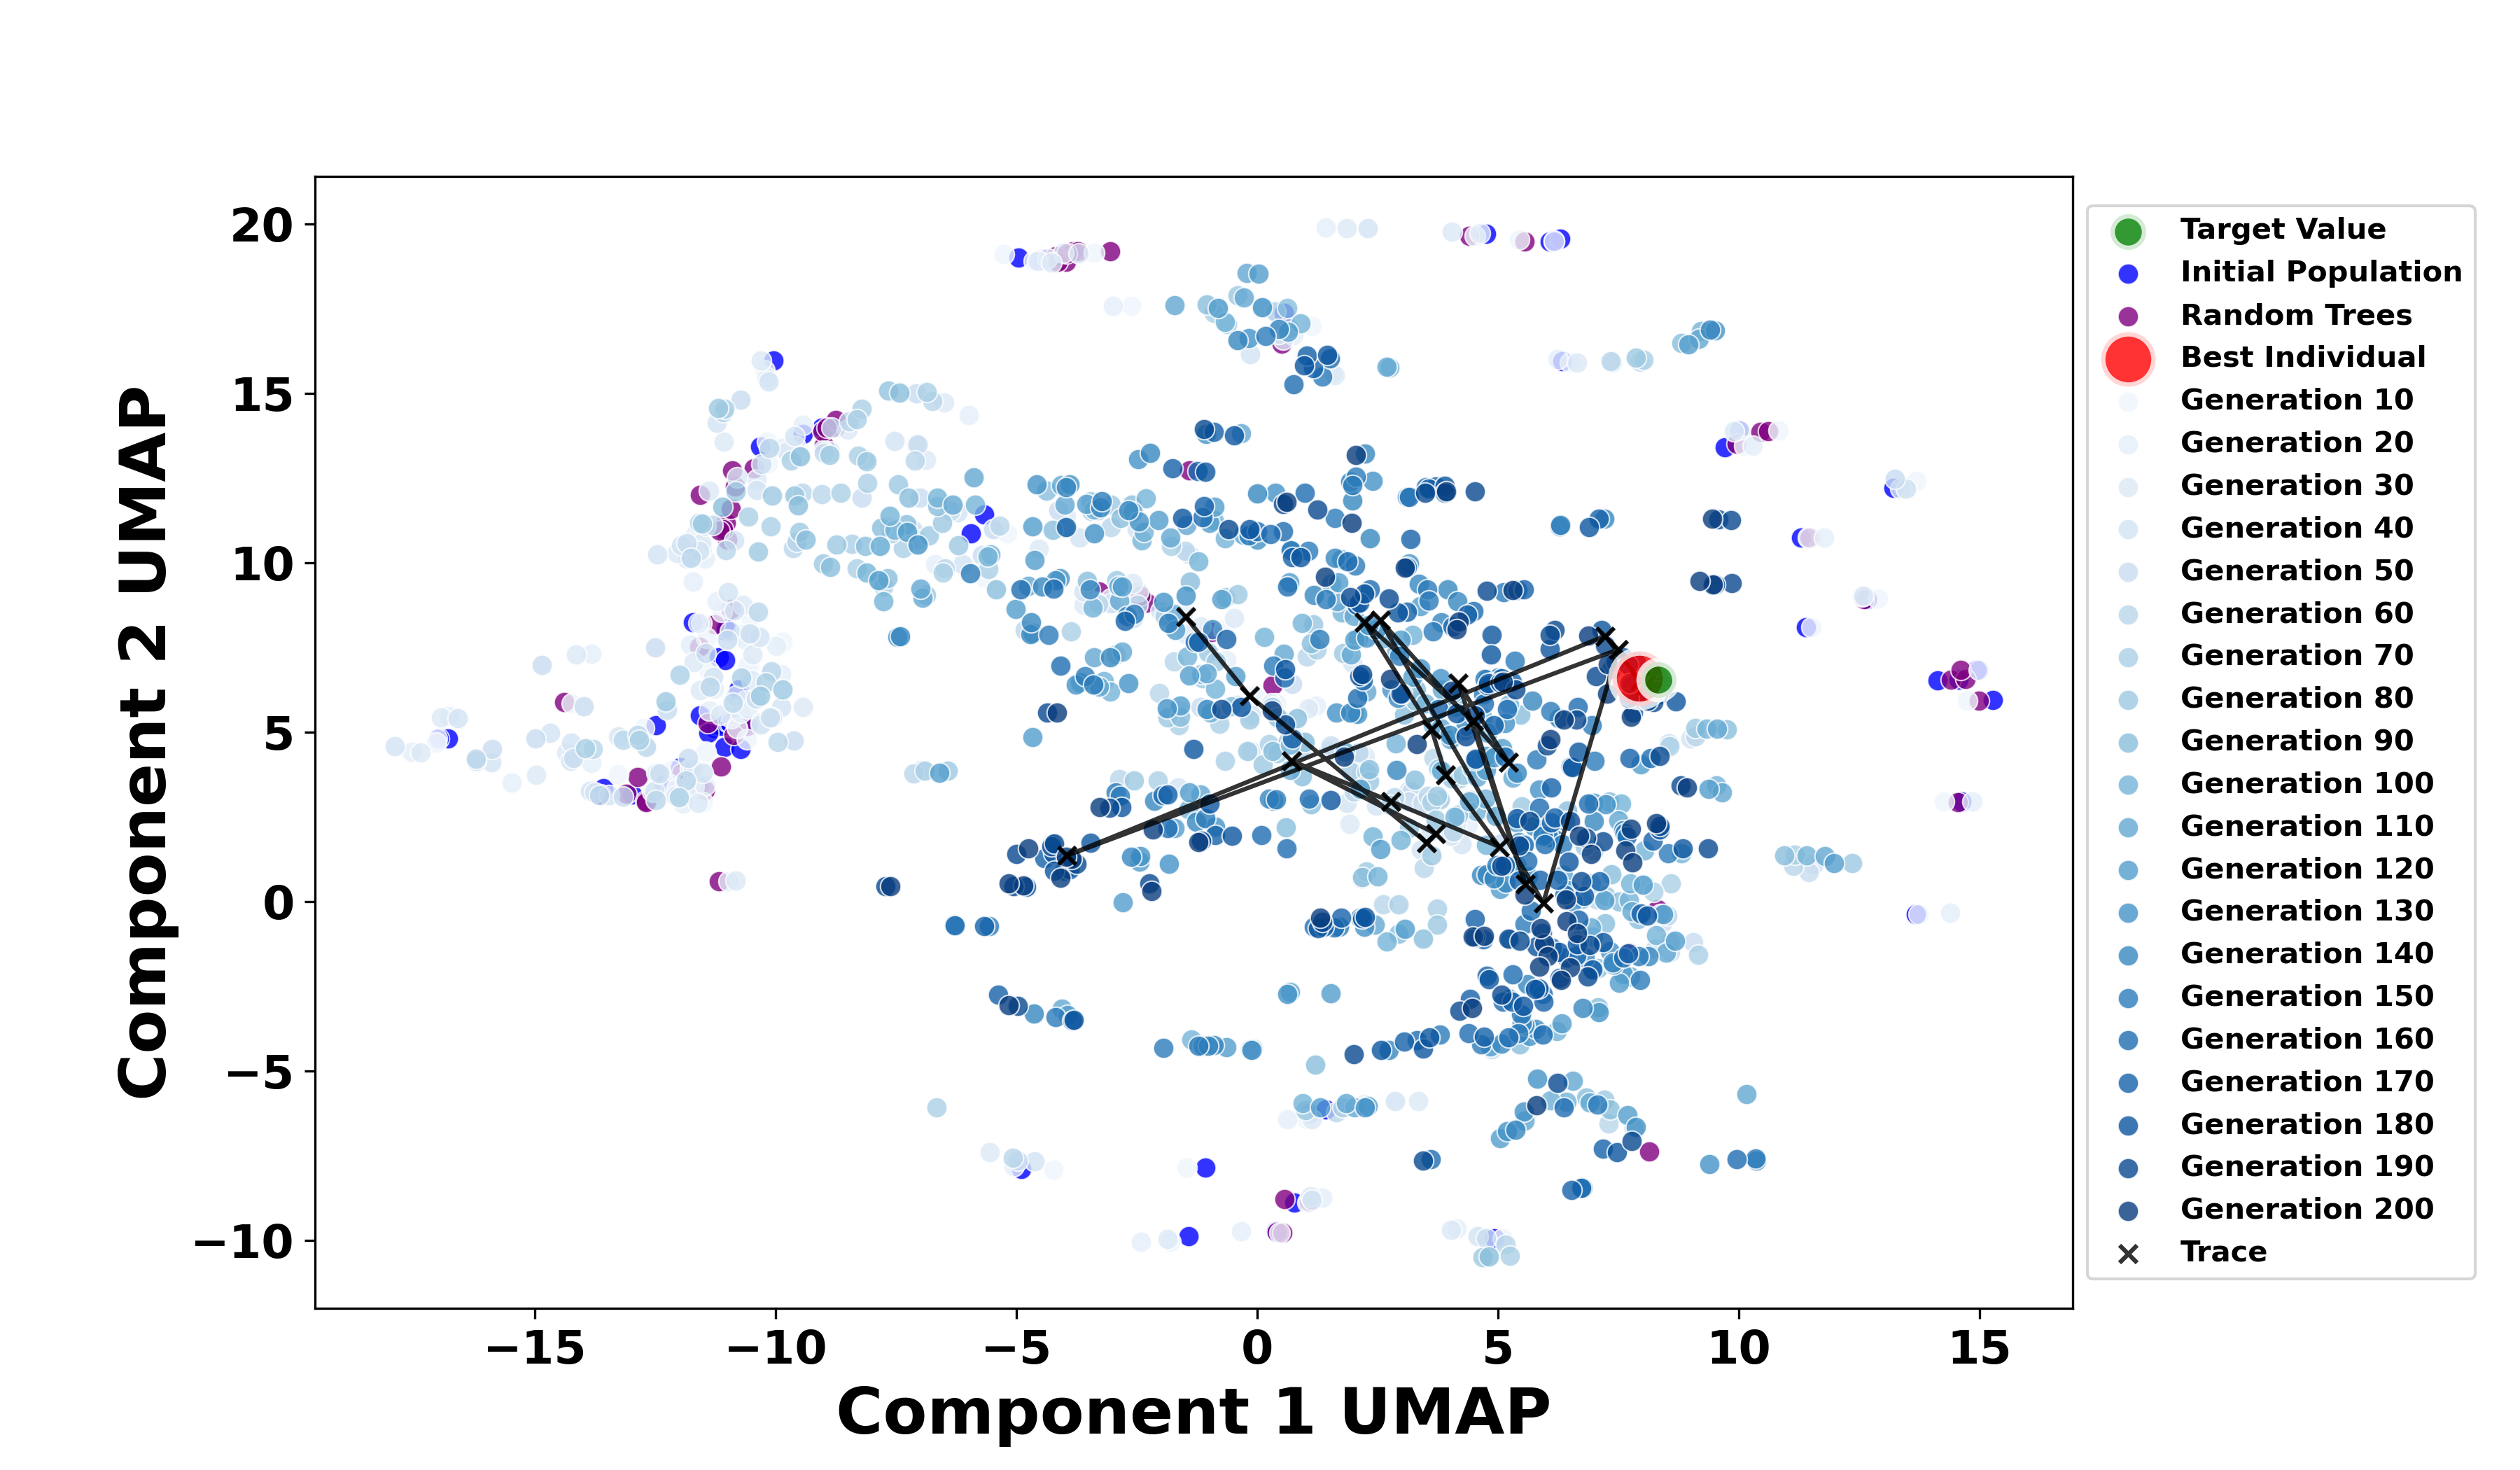 20
15
10
5
0
−5
−10
Component 2 UMAP
−15
−10
−5
0
5
10
15
Component 1 UMAP
Target Value
Initial Population
Random Trees
Best Individual
Generation 10
Generation 20
Generation 30
Generation 40
Generation 50
Generation 60
Generation 70
Generation 80
Generation 90
Generation 100
Generation 110
Generation 120
Generation 130
Generation 140
Generation 150
Generation 160
Generation 170
Generation 180
Generation 190
Generation 200
Trace